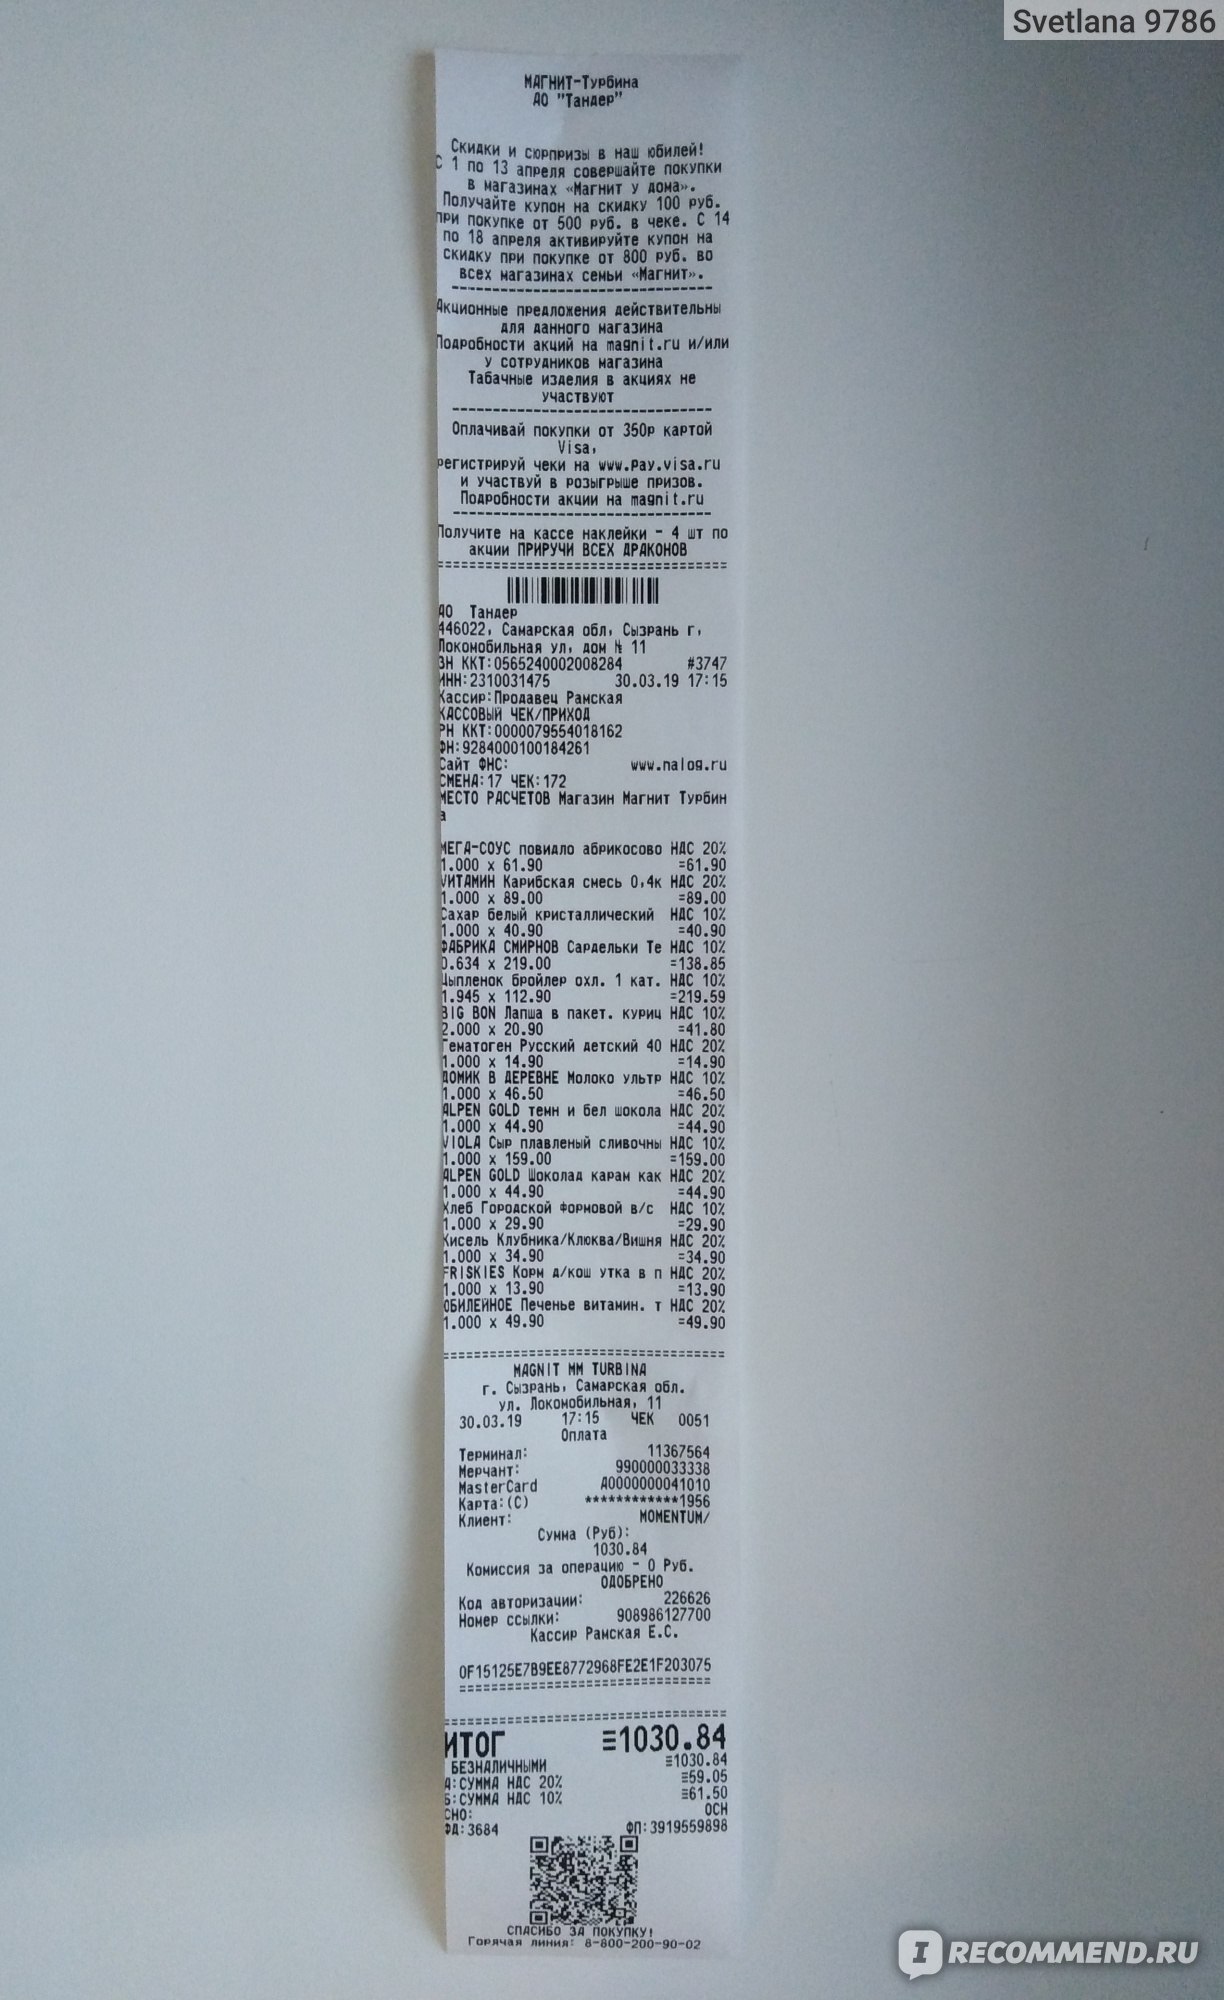 Svetlana 9786
МАГНИТ-Турбина
АО "Тандер"
Скидки и сюрпризы в наш юбилей!
С 1 по 13 апреля совершайте покупки
в магазинах «Магнит у дома».
Получайте купон на скидку 100 руб.
при покупке от 500 руб. в чеке. С 14
по 18 апреля активируйте купон на
скидку при покупке от 800 руб. во
всех магазинах семьи «Магнит».
Акционные предложения действительны
для данного магазина
Подробности акций на magnit.ru и/или
у сотрудников магазина
Табачные изделия в акциях не
участвуют
Оплачивай покупки от 350р картой
Visa,
регистрируй чеки на www.pay.visa.ru
и участвуй в розыгрыше призов.
Подробности акции на magnit.ru
Получите на кассе наклейки - 4 шт по
акции ПРИРУЧИ ВСЕХ ДРАКОНОВ
АО Тандер
446022, Самарская обл, Сызрань г,
Локомобильная ул, дом № 11
ЗН ККТ:0565240002008284 #3747
ИНН:2310031475 30.03.19 17:15
Кассир:Продавец Рамская
КАССОВЫЙ ЧЕК/ПРИХОД
РН ККТ:0000079554018162
ФН:9284000100184261
Сайт ФНС: www.nalog.ru
СМЕНА:17 ЧЕК:172
МЕСТО РАСЧЕТОВ Магазин Магнит Турбин
а
МЕГА-СОУС повидло абрикосово НДС 20%
1.000 x 61.90 =61.90
VИТАМИН Карибская смесь 0,4к НДС 20%
1.000 x 89.00 =89.00
Сахар белый кристаллический НДС 10%
1.000 x 40.90 =40.90
ФАБРИКА СМИРНОВ Сардельки Те НДС 10%
0.634 x 219.00 =138.85
Цыпленок бройлер охл. 1 кат. НДС 10%
1.945 x 112.90 =219.59
BIG BON Лапша в пакет. куриц НДС 10%
2.000 x 20.90 =41.80
Гематоген Русский детский 40 НДС 20%
1.000 x 14.90 =14.90
ДОМИК В ДЕРЕВНЕ Молоко ультр НДС 10%
1.000 x 46.50 =46.50
ALPEN GOLD темн и бел шокола НДС 20%
1.000 x 44.90 =44.90
VIOLA Сыр плавленый сливочны НДС 10%
1.000 x 159.00 =159.00
ALPEN GOLD Шоколад карам как НДС 20%
1.000 x 44.90 =44.90
Хлеб Городской формовой в/с НДС 10%
1.000 x 29.90 =29.90
Кисель Клубника/Клюква/Вишня НДС 20%
1.000 x 34.90 =34.90
FRISKIES Корм д/кош утка в п НДС 20%
1.000 x 13.90 =13.90
ЮБИЛЕЙНОЕ Печенье витамин. т НДС 20%
1.000 x 49.90 =49.90
MAGNIT MM TURBINA
г. Сызрань, Самарская обл.
ул. Локомобильная, 11
30.03.19 17:15 ЧЕК 0051
Оплата
Терминал: 11367564
Мерчант: 990000033338
MasterCard A0000000041010
Карта:(C) ************1956
Клиент: MOMENTUM/
Сумма (Руб):
1030.84
Комиссия за операцию - 0 Руб.
ОДОБРЕНО
Код авторизации: 226626
Номер ссылки: 908986127700
Кассир Рамская Е.С.
0F15125E7B9EE8772968FE2E1F203075
ИТОГ ≡1030.84
БЕЗНАЛИЧНЫМИ ≡1030.84
А:СУММА НДС 20% ≡59.05
Б:СУММА НДС 10% ≡61.50
СНО: ОСН
ФД:3684 ФП:3919559898
СПАСИБО ЗА ПОКУПКУ!
Горячая линия: 8-800-200-90-02
IRECOMMEND.RU